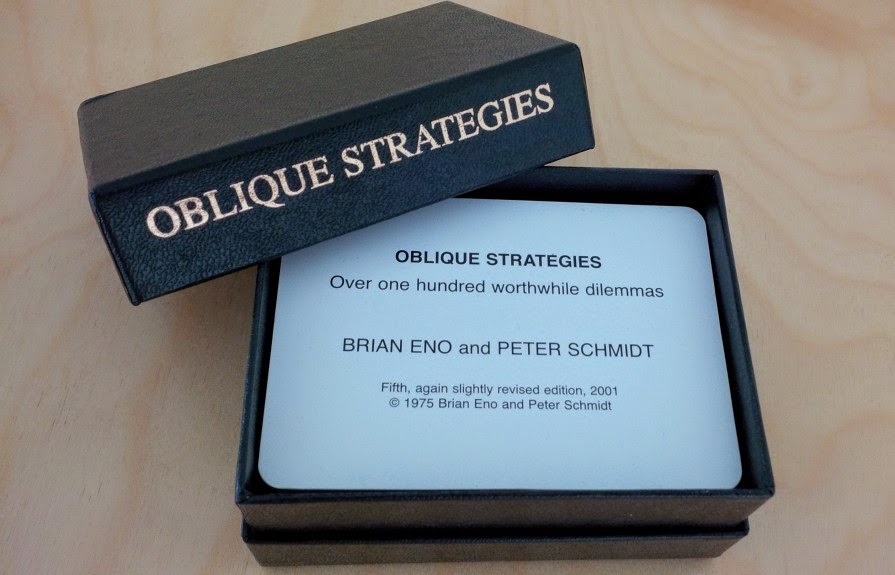 OBLIQUE STRATEGIES
OBLIQUE STRATEGIES
Over one hundred worthwhile dilemmas
BRIAN ENO and PETER SCHMIDT
Fifth, again slightly revised edition, 2001
© 1975 Brian Eno and Peter Schmidt